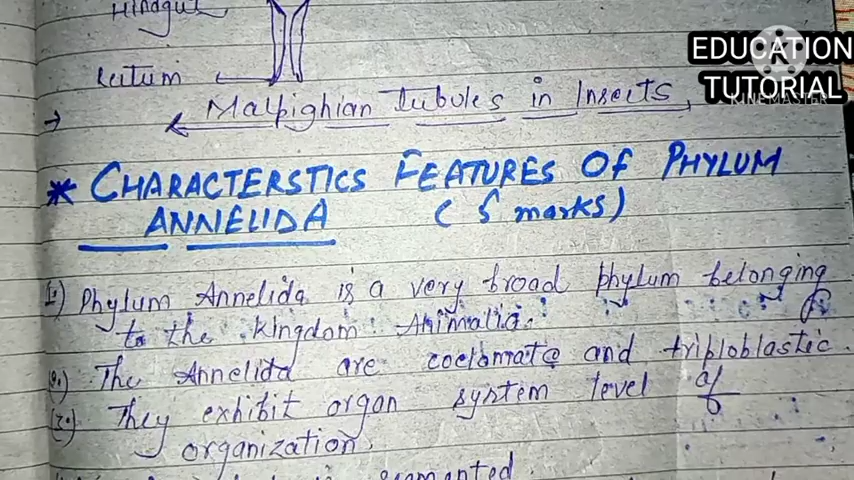 Hindgut
EDUCATION
TUTORIAL
KINEMASTER
Rectum
→ Malpighian tubules in Insects
* CHARACTERSTICS FEATURES OF PHYLUM
ANNELIDA (5 marks)
1.) Phylum Annelida is a very broad phylum belonging
to the kingdom Animalia.
2.) The Annelida are coelomate and triploblastic.
3.) They exhibit organ system level of
organization.
segmented.